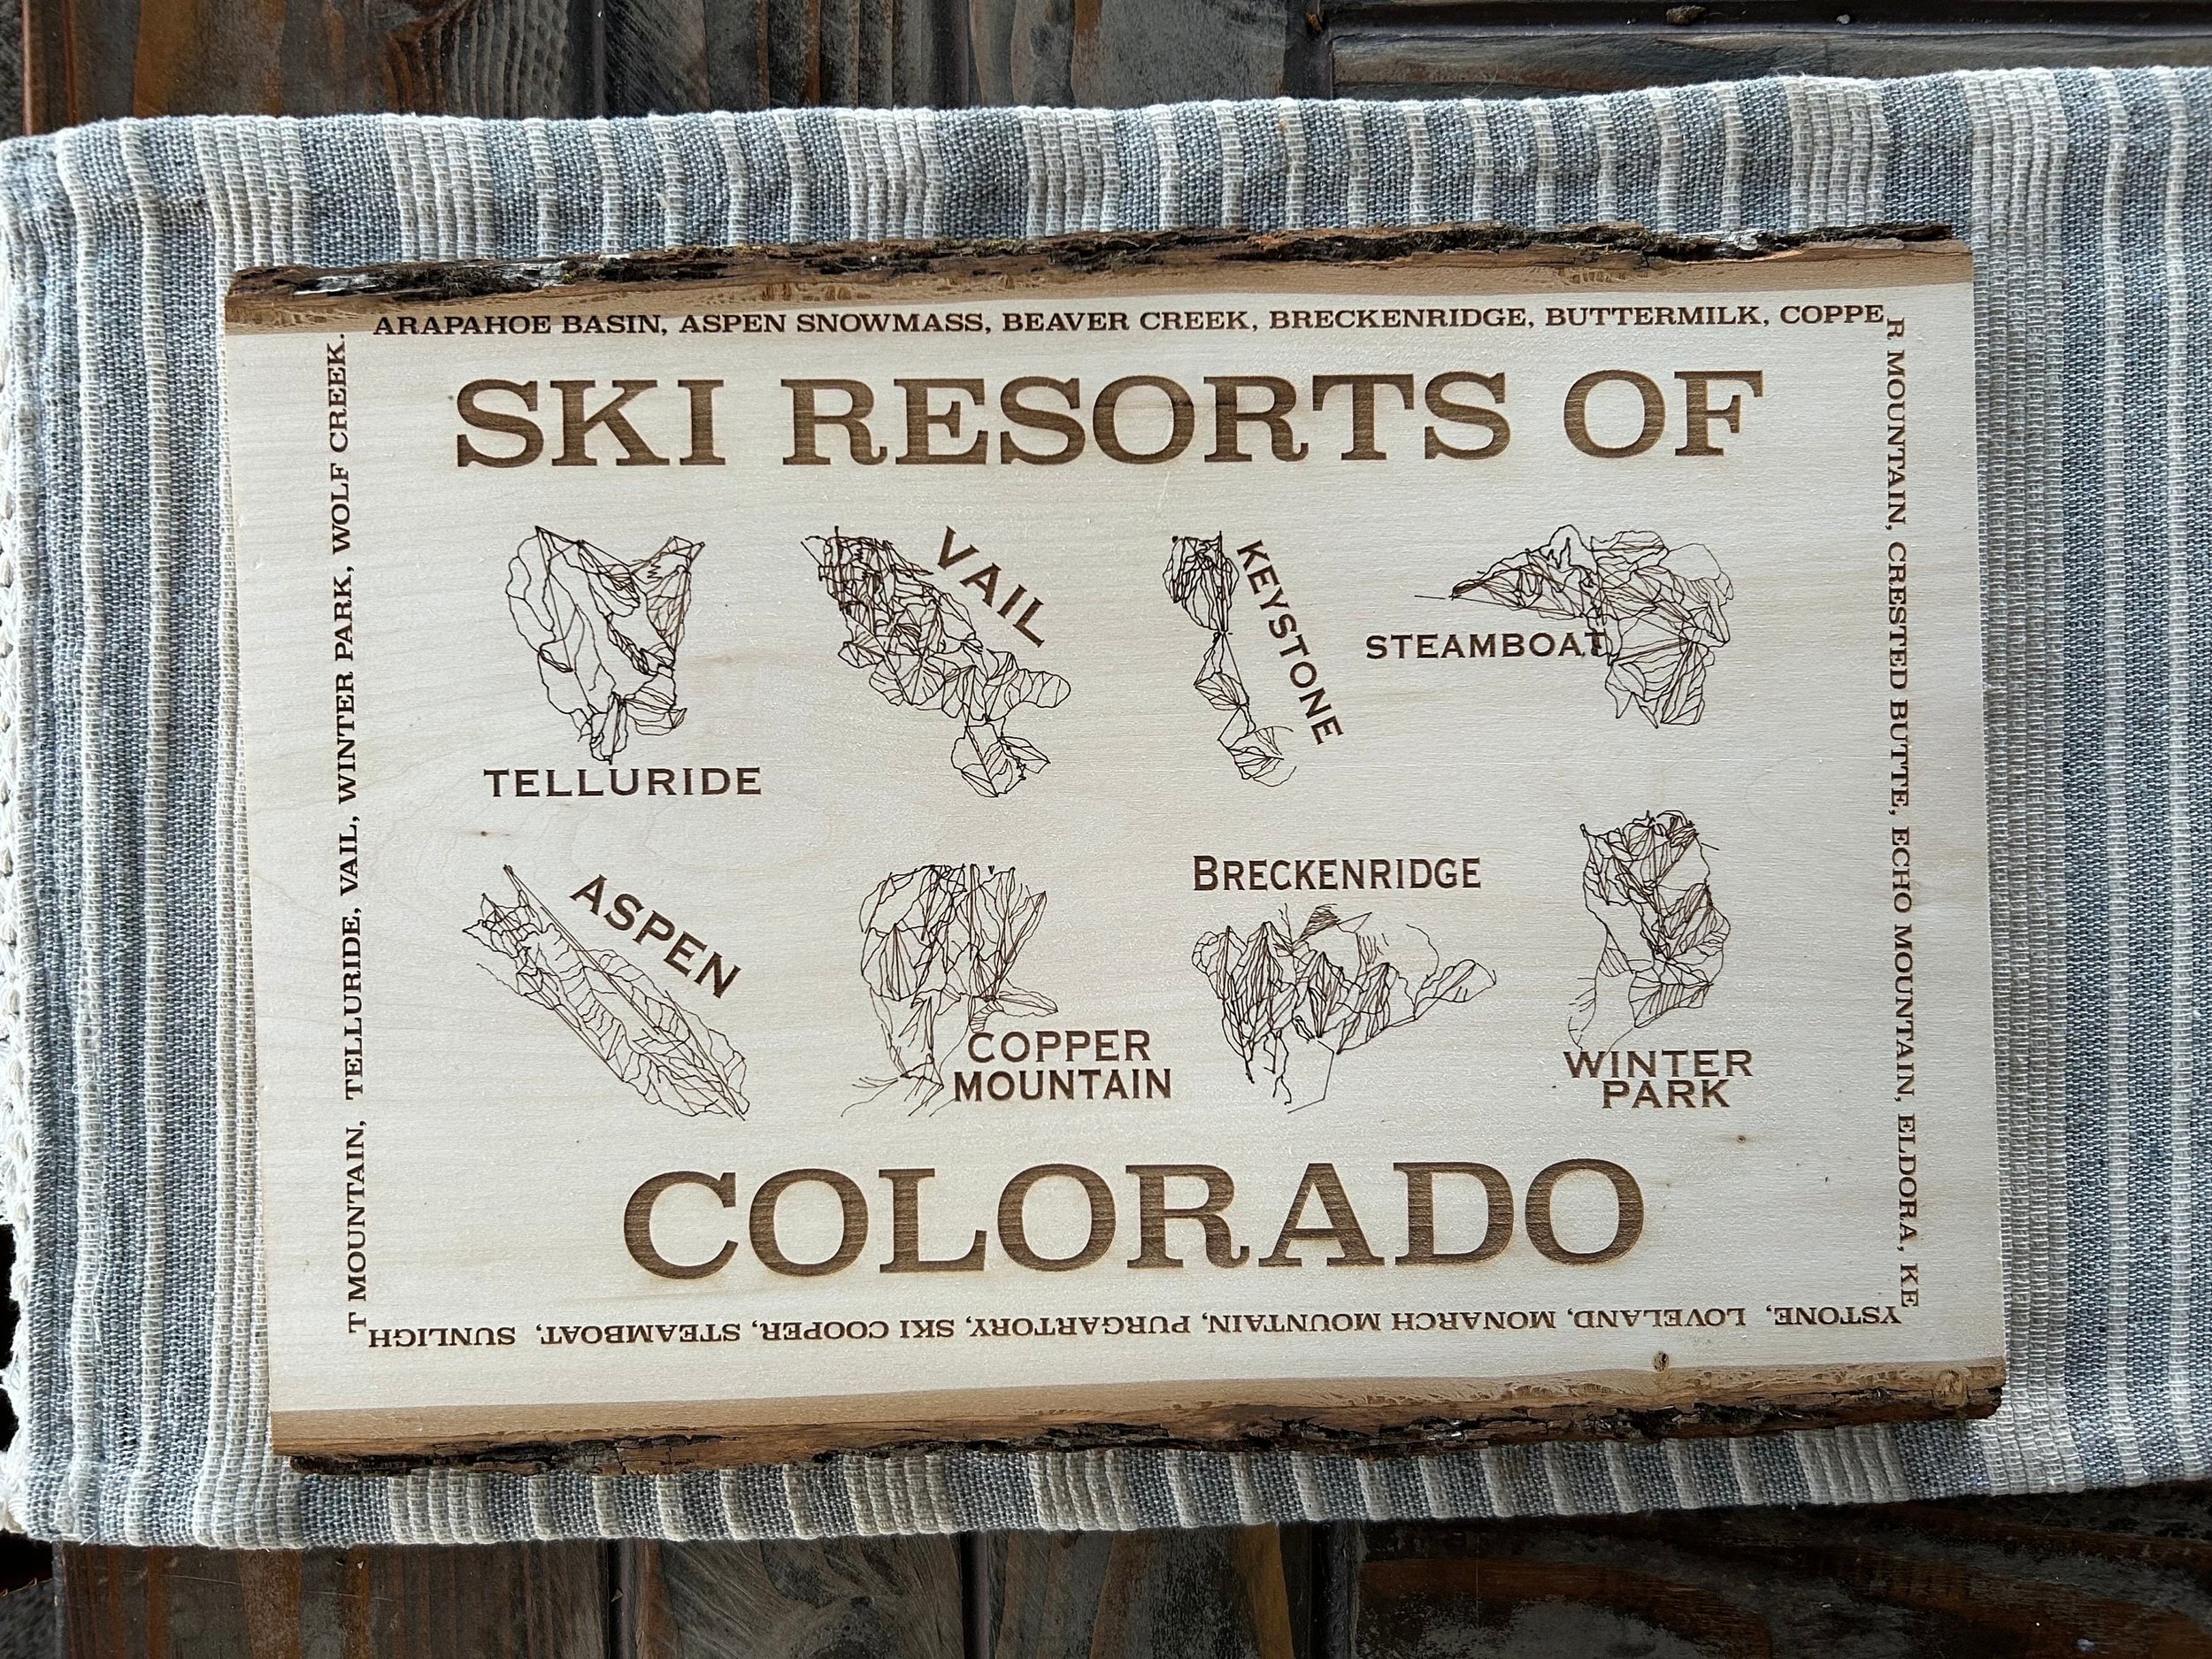 ARAPAHOE BASIN, ASPEN SNOWMASS, BEAVER CREEK, BRECKENRIDGE, BUTTERMILK, COPPE
R MOUNTAIN, CRESTED BUTTE, ECHO MOUNTAIN, ELDORA, KE
YSTONE, LOVELAND, MONARCH MOUNTAIN, PURGARTORY, SKI COOPER, STEAMBOAT, SUNLIGH
T MOUNTAIN, TELLURIDE, VAIL, WINTER PARK, WOLF CREEK.
SKI RESORTS OF
TELLURIDE
VAIL
KEYSTONE
STEAMBOAT
ASPEN
COPPER
MOUNTAIN
BRECKENRIDGE
WINTER
PARK
COLORADO